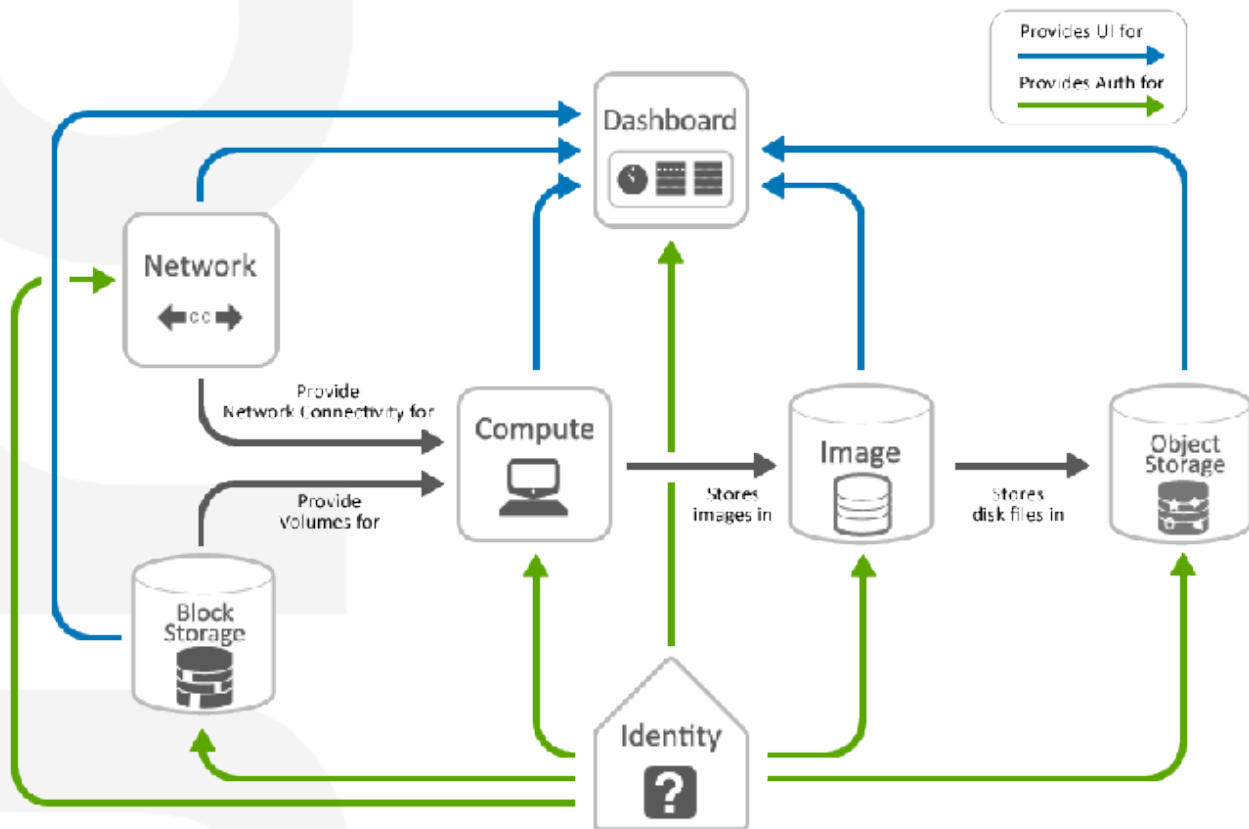 Provides UI for
Provides Auth for
Dashboard
Network
Provide
Network Connectivity for
Compute
Image
Object
Storage
Provide
Volumes for
Stores
images in
Stores
disk files in
Block
Storage
Identity
?